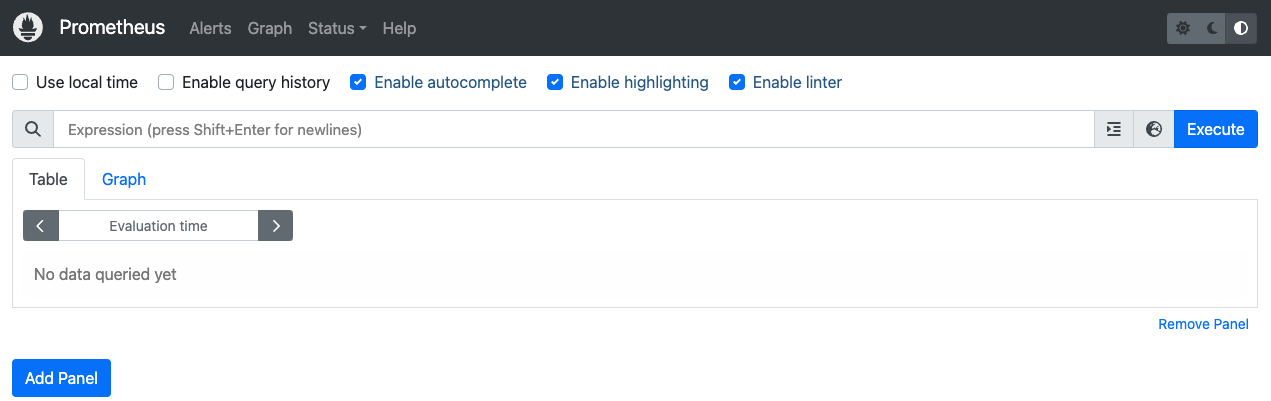 Prometheus Alerts Graph Status Help
Use local time Enable query history Enable autocomplete Enable highlighting Enable linter
Expression (press Shift+Enter for newlines) Execute
Table Graph
Evaluation time
No data queried yet
Remove Panel
Add Panel